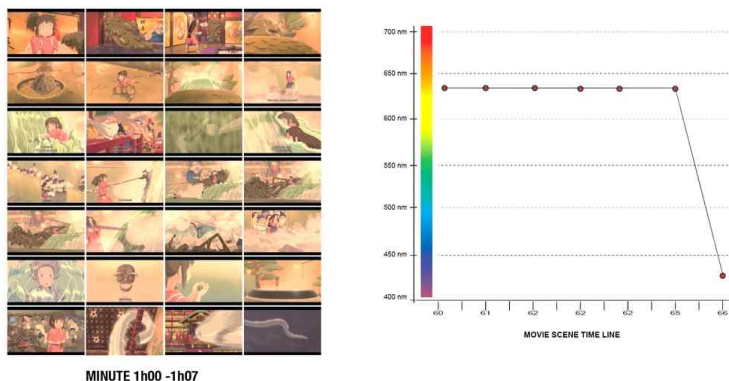 700 nm
650 nm
600 nm
550 nm
500 nm
450 nm
400 nm
60 61 62 62 62 65 66
MOVIE SCENE TIME LINE
MINUTE 1h00 -1h07